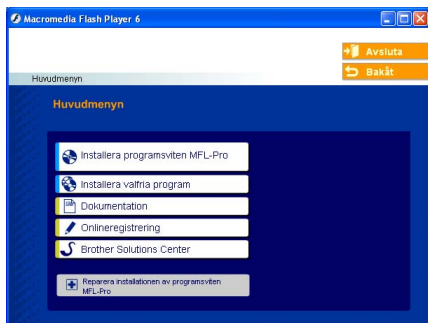 Macromedia Flash Player 6
Avsluta
Bakåt
Huvudmenyn
Huvudmenyn
Installera programsviten MFL-Pro
Installera valfria program
Dokumentation
Onlineregistrering
Brother Solutions Center
Reparera installationen av programsviten
MFL-Pro